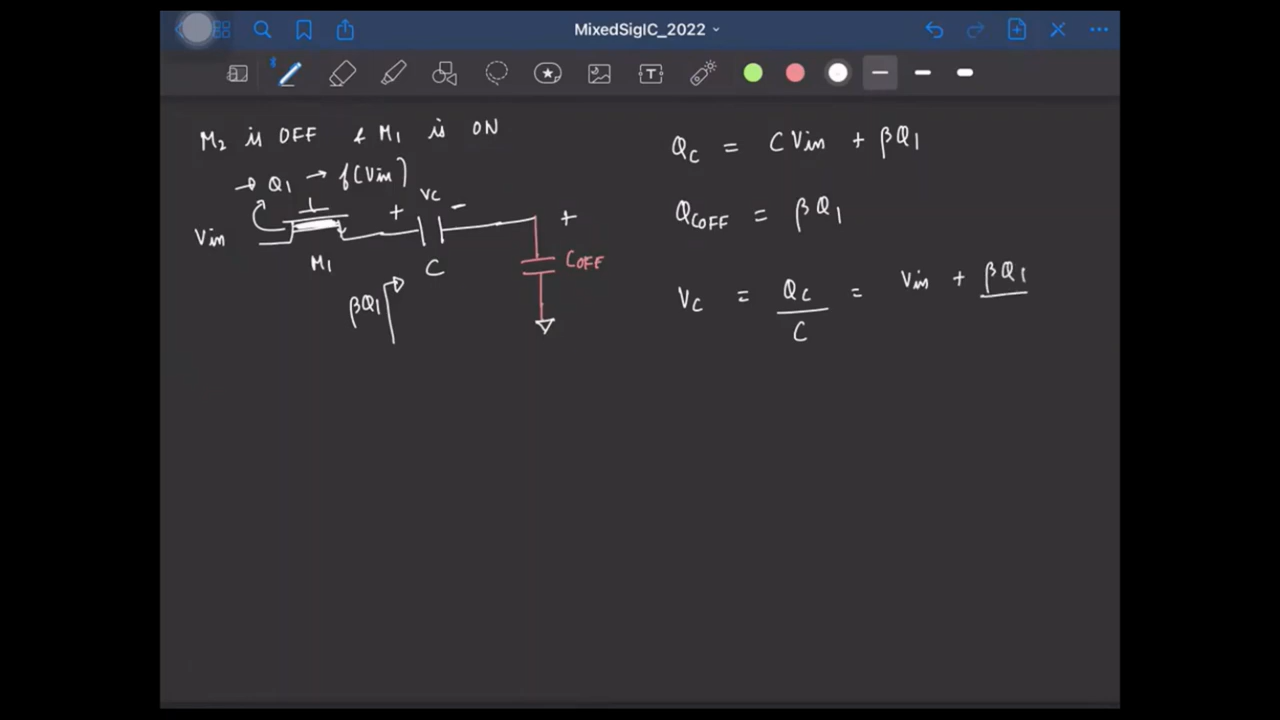 MixedSigIC_2022
M2 is OFF & M1 is ON
→ Q1 → f(Vin)
Vin
+ VC −
M1
C
+
COFF
βQ1
QC = C Vin + βQ1
QCOFF = βQ1
VC = QC / C = Vin + βQ1